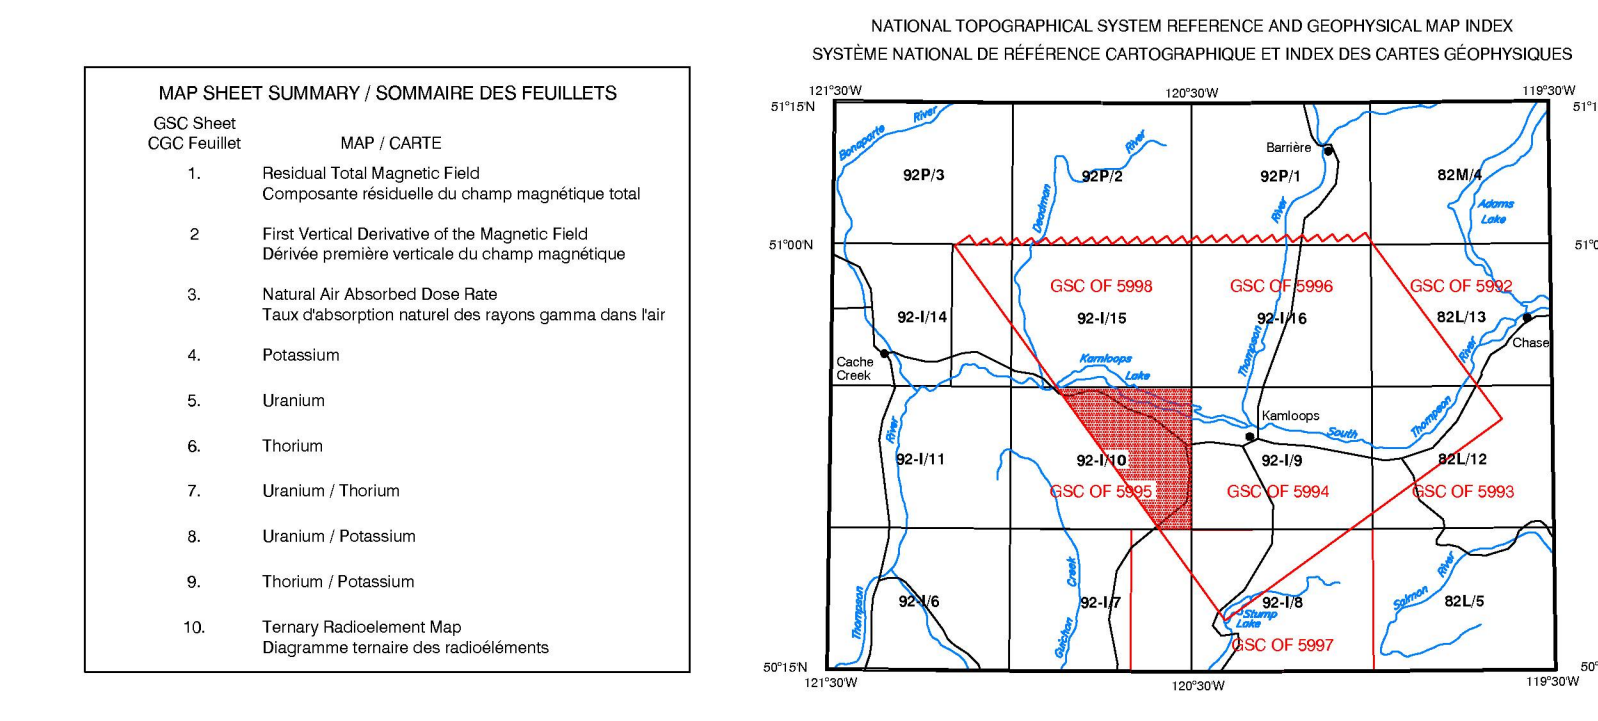 MAP SHEET SUMMARY / SOMMAIRE DES FEUILLETS
GSC Sheet
CGC Feuillet
MAP / CARTE
1.
Residual Total Magnetic Field
Composante résiduelle du champ magnétique total
2
First Vertical Derivative of the Magnetic Field
Dérivée première verticale du champ magnétique
3.
Natural Air Absorbed Dose Rate
Taux d'absorption naturel des rayons gamma dans l'air
4.
Potassium
5.
Uranium
6.
Thorium
7.
Uranium / Thorium
8.
Uranium / Potassium
9.
Thorium / Potassium
10.
Ternary Radioelement Map
Diagramme ternaire des radioéléments
NATIONAL TOPOGRAPHICAL SYSTEM REFERENCE AND GEOPHYSICAL MAP INDEX
SYSTÈME NATIONAL DE RÉFÉRENCE CARTOGRAPHIQUE ET INDEX DES CARTES GÉOPHYSIQUES
121°30'W
120°30'W
119°30'W
51°15'N
51°1
Bonaparte River
Deadman River
Barrière
92P/3
92P/2
92P/1
82M/4
River
Adams
Lake
51°00'N
51°0
GSC OF 5998
GSC OF 5996
GSC OF 5992
92-I/14
92-I/15
92-I/16
82L/13
Thompson
River
Chase
Cache
Creek
Kamloops
Lake
Kamloops
South
Thompson
River
92-I/11
92-I/10
92-I/9
82L/12
GSC OF 5995
GSC OF 5994
GSC OF 5993
Thompson
92-I/6
Guichon
Creek
92-I/7
92-I/8
Stump
Lake
Salmon
River
82L/5
GSC OF 5997
50°15'N
50°
121°30'W
120°30'W
119°30'W